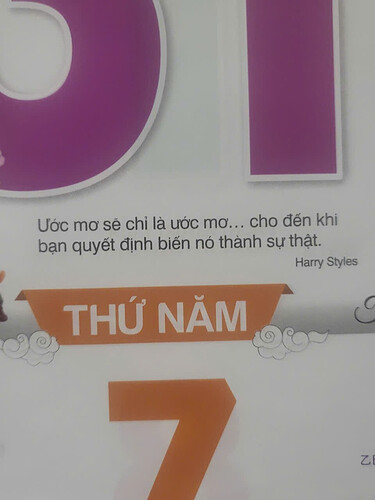 31
Ước mơ sẽ chỉ là ước mơ... cho đến khi
bạn quyết định biến nó thành sự thật.
Harry Styles
THỨ NĂM
7